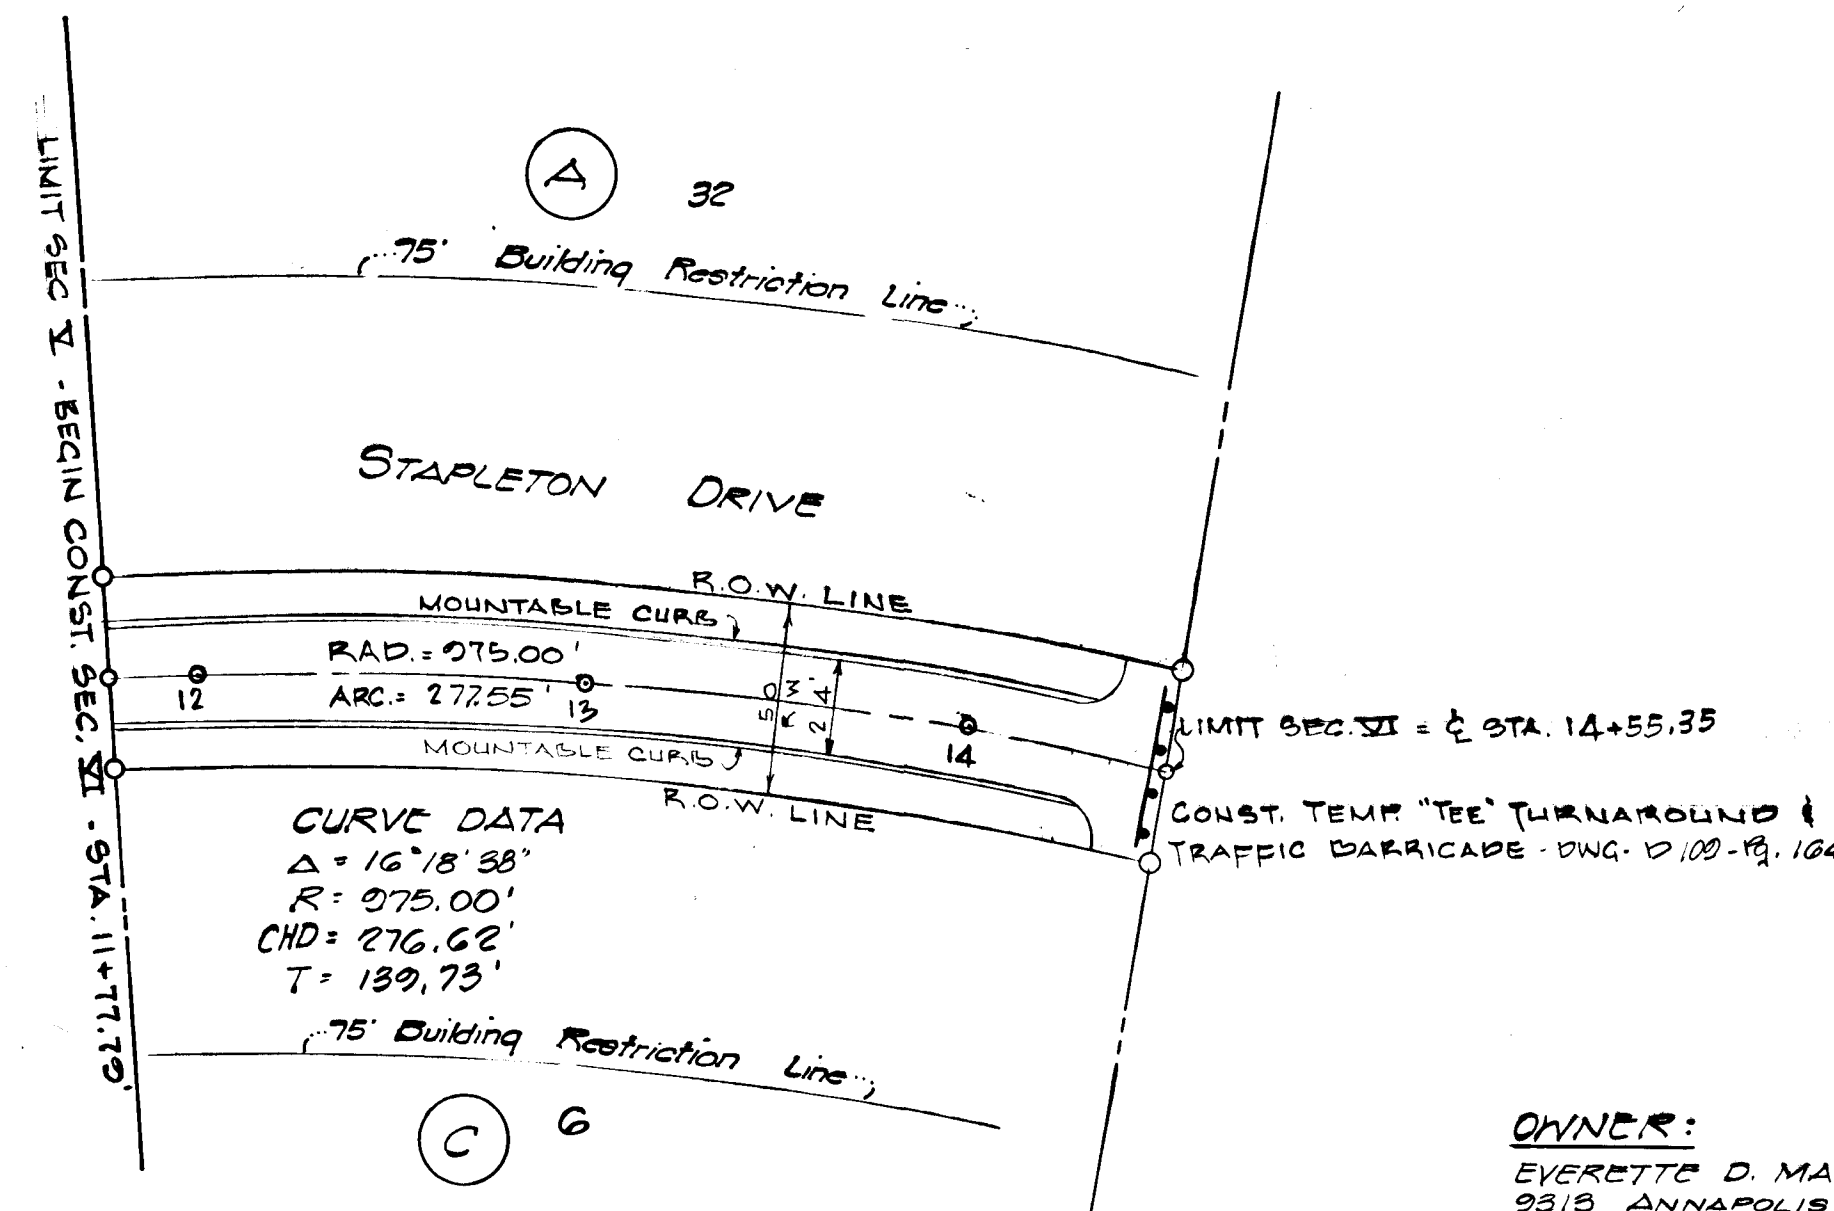 LIMIT SEC V - BEGIN CONST. SEC. VI - STA. 11+77.79'
A
32
75' Building Restriction Line
STAPLETON DRIVE
R.O.W. LINE
MOUNTABLE CURB
RAD. = 975.00'
ARC. = 277.55'
12
13
14
50
R W
24'
MOUNTABLE CURB
R.O.W. LINE
LIMIT SEC. VI = ℄ STA. 14+55.35
CONST. TEMP. "TEE" TURNAROUND &
TRAFFIC BARRICADE - DWG. D 109 - Pg. 164
CURVE DATA
Δ = 16°18'38"
R = 975.00'
CHD = 276.62'
T = 139.73'
75' Building Restriction Line
C
6
OWNER:
EVERETTE D. MA
9313 ANNAPOLIS